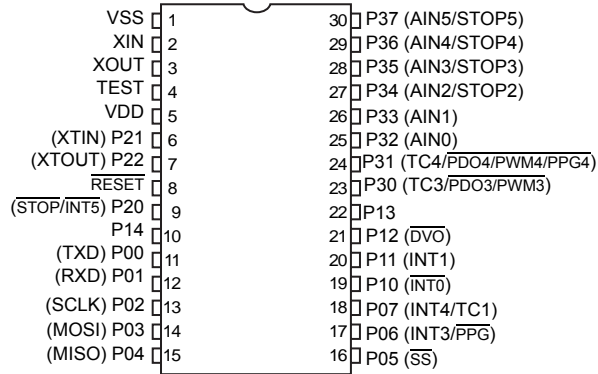 VSS 1
XIN 2
XOUT 3
TEST 4
VDD 5
(XTIN) P21 6
(XTOUT) P22 7
RESET 8
(STOP/INT5) P20 9
P14 10
(TXD) P00 11
(RXD) P01 12
(SCLK) P02 13
(MOSI) P03 14
(MISO) P04 15
30 P37 (AIN5/STOP5)
29 P36 (AIN4/STOP4)
28 P35 (AIN3/STOP3)
27 P34 (AIN2/STOP2)
26 P33 (AIN1)
25 P32 (AIN0)
24 P31 (TC4/PDO4/PWM4/PPG4)
23 P30 (TC3/PDO3/PWM3)
22 P13
21 P12 (DVO)
20 P11 (INT1)
19 P10 (INT0)
18 P07 (INT4/TC1)
17 P06 (INT3/PPG)
16 P05 (SS)